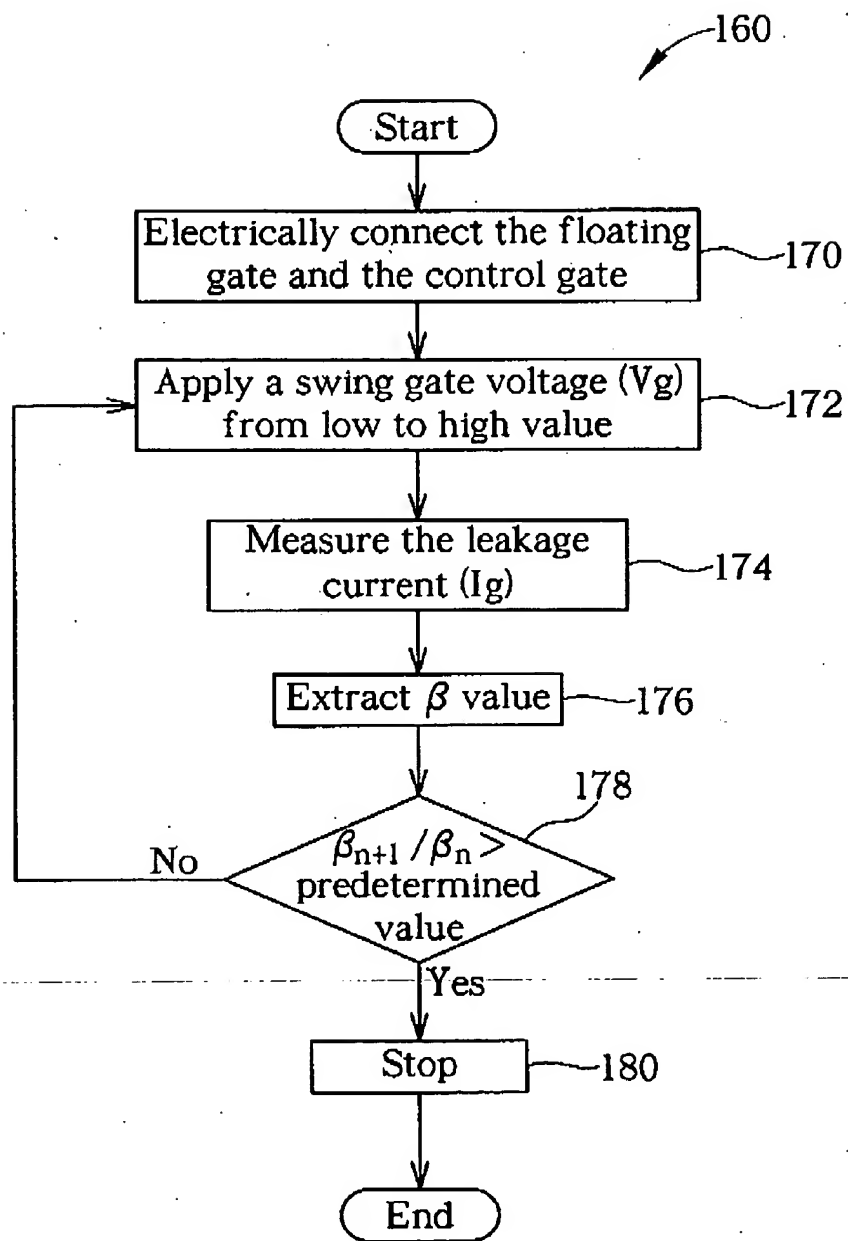 160
Start
Electrically connect the floating
gate and the control gate
170
Apply a swing gate voltage (Vg)
from low to high value
172
Measure the leakage
current (Ig)
174
Extract β value
176
178
βn+1 /βn >
predetermined
value
No
Yes
Stop
180
End